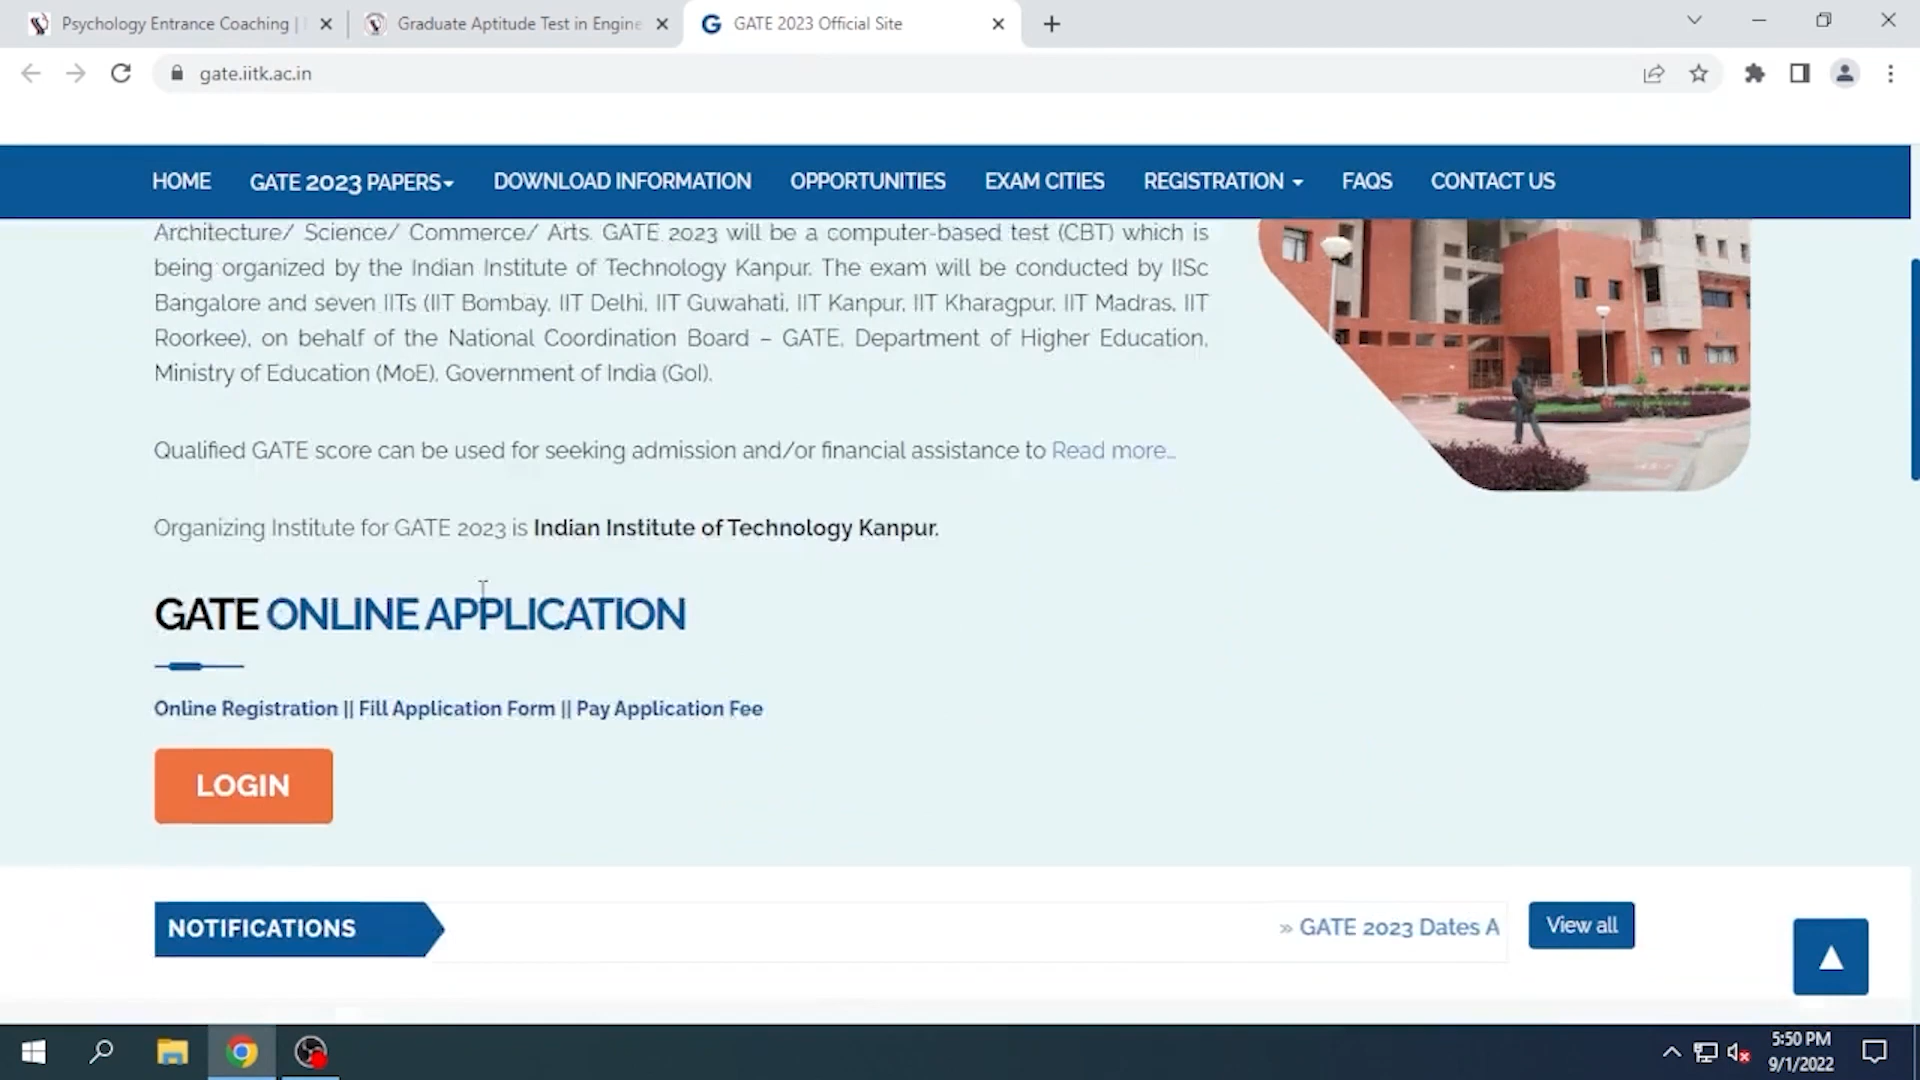 Psychology Entrance Coaching |
Graduate Aptitude Test in Engine
GATE 2023 Official Site
gate.iitk.ac.in
HOME GATE 2023 PAPERS DOWNLOAD INFORMATION OPPORTUNITIES EXAM CITIES REGISTRATION FAQS CONTACT US
Architecture/ Science/ Commerce/ Arts. GATE 2023 will be a computer-based test (CBT) which is
being organized by the Indian Institute of Technology Kanpur. The exam will be conducted by IISc
Bangalore and seven IITs (IIT Bombay, IIT Delhi, IIT Guwahati, IIT Kanpur, IIT Kharagpur, IIT Madras, IIT
Roorkee), on behalf of the National Coordination Board – GATE, Department of Higher Education,
Ministry of Education (MoE), Government of India (GoI).
Qualified GATE score can be used for seeking admission and/or financial assistance to Read more...
Organizing Institute for GATE 2023 is Indian Institute of Technology Kanpur.
GATE ONLINE APPLICATION
Online Registration || Fill Application Form || Pay Application Fee
LOGIN
NOTIFICATIONS
» GATE 2023 Dates A
View all
5:50 PM
9/1/2022